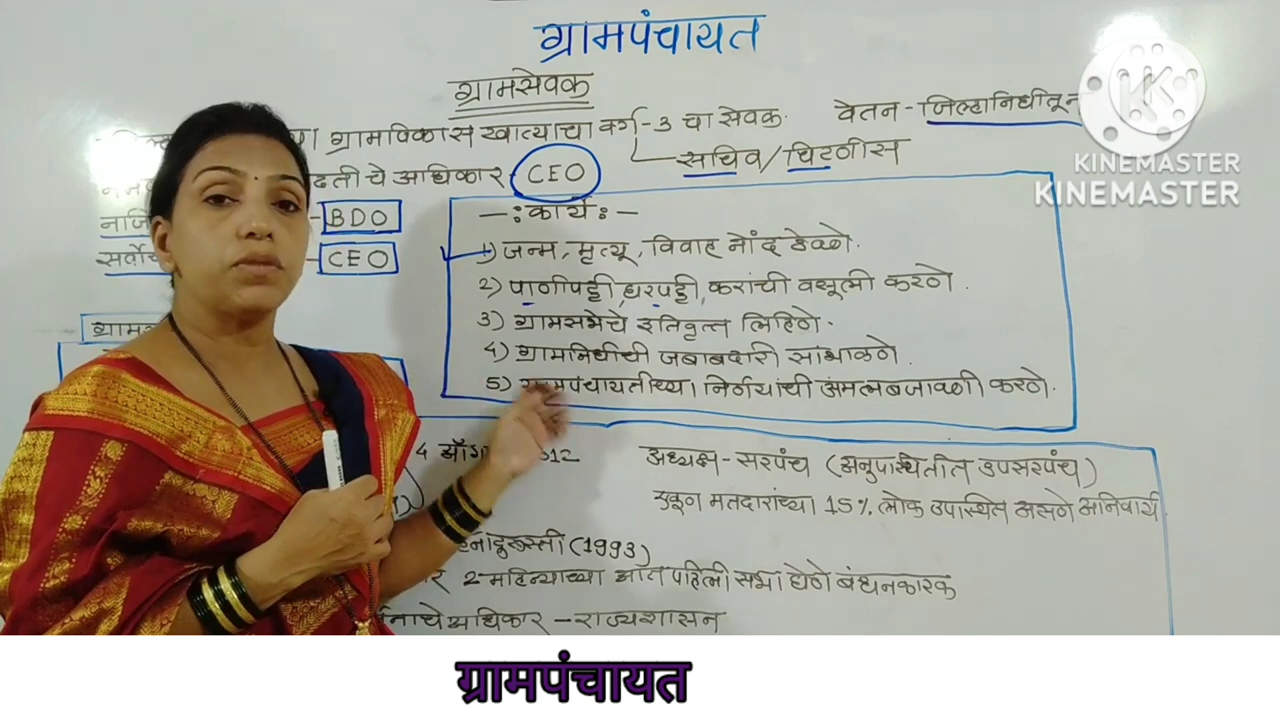 ग्रामपंचायत
ग्रामसेवक
ग्रामविकास खात्याचा वर्ग-3 चा सेवक. वेतन - जिल्हानिधीतून
सचिव/चिटणीस
चे अधिकार - CEO
- BDO
- CEO
-: कार्य :-
1) जन्म, मृत्यू, विवाह नोंद ठेवणे.
2) पाणीपट्टी, घरपट्टी, करांची वसूली करणे.
3) ग्रामसभेचे इतिवृत्त लिहिणे.
4) ग्रामनिधीची जबाबदारी सांभाळणे.
5) ग्रामपंचायतीच्या निर्णयांची अंमलबजावणी करणे.
अध्यक्ष - सरपंच (अनुपस्थितीत उपसरपंच)
एकूण मतदारांच्या 15% लोक उपस्थित असणे अनिवार्य
(1993)
2 महिन्याच्या आत पहिली सभा घेणे बंधनकारक
अधिकार - राज्यशासन
KINEMASTER
KINEMASTER
ग्रामपंचायत